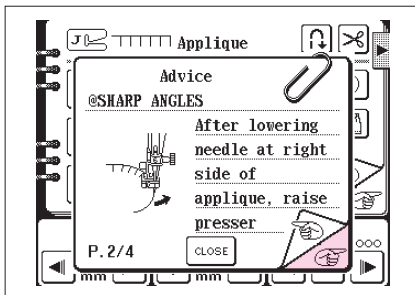 J Applique
Advice
@SHARP ANGLES
After lowering
needle at right
side of
applique, raise
presser
P.2/4
CLOSE
mm mm